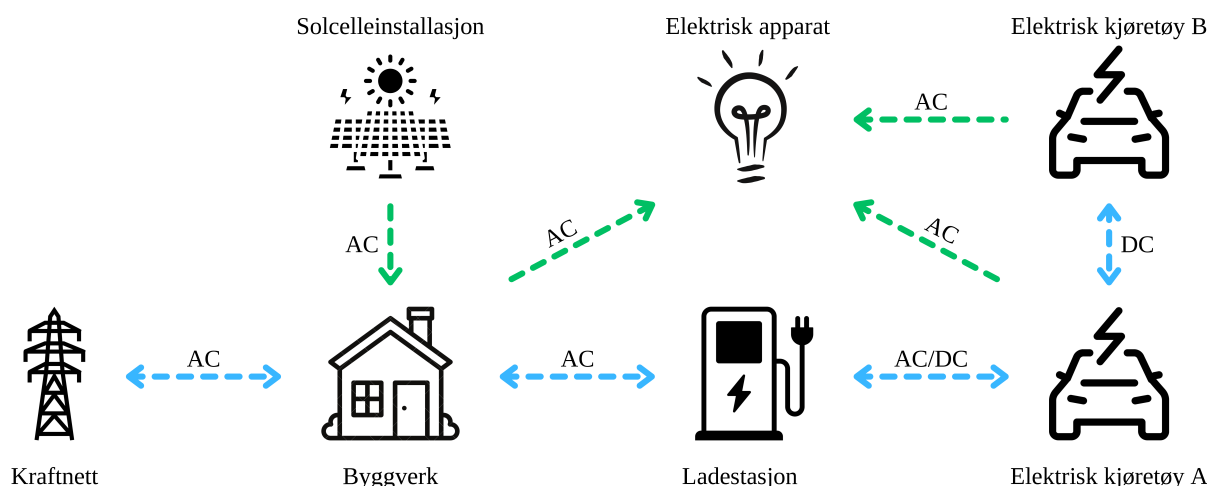 Solcelleinstallasjon
Elektrisk apparat
Elektrisk kjøretøy B
AC
AC
AC
AC
DC
AC
AC
AC/DC
Kraftnett
Byggverk
Ladestasjon
Elektrisk kjøretøy A